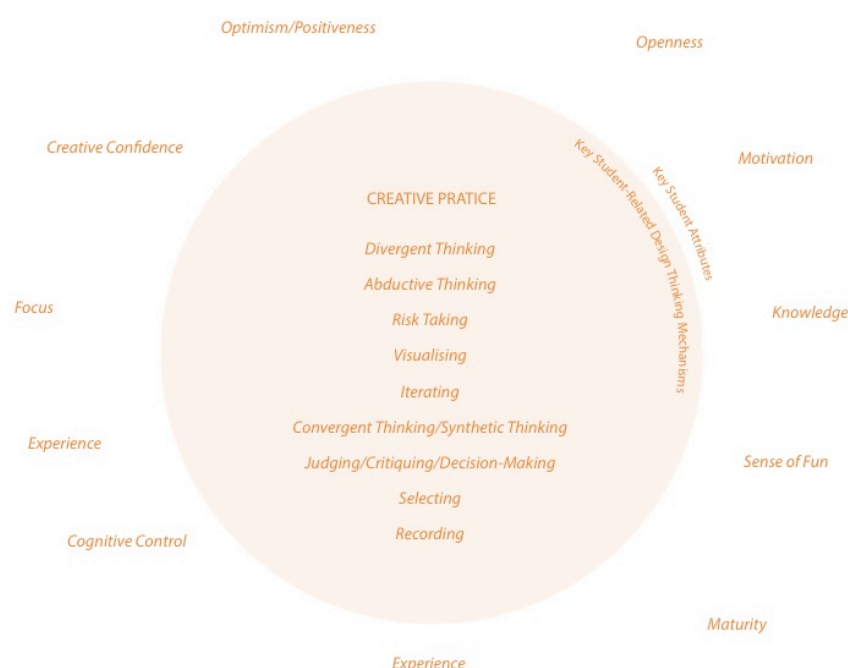 Optimism/Positiveness
Openness
Creative Confidence
Motivation
Key Student-Related Design Thinking Mechanisms
Key Student Attributes
CREATIVE PRATICE
Divergent Thinking
Abductive Thinking
Focus
Risk Taking
Knowledge
Visualising
Iterating
Convergent Thinking/Synthetic Thinking
Experience
Judging/Critiquing/Decision-Making
Sense of Fun
Selecting
Recording
Cognitive Control
Maturity
Experience